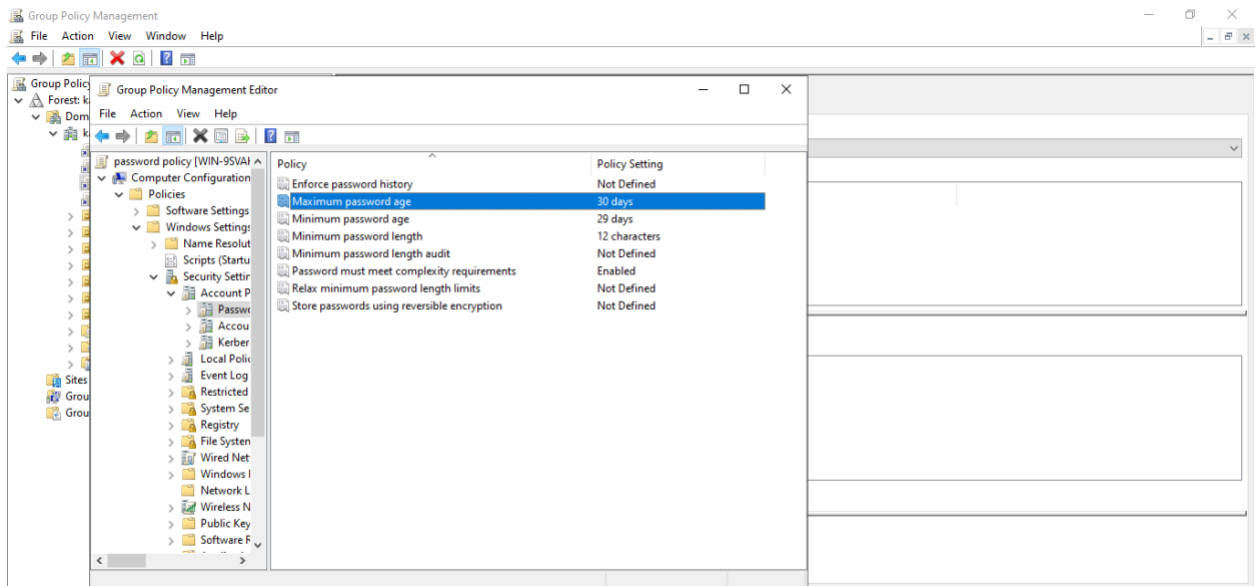 Group Policy Management
File Action View Window Help
Group Policy
Forest: k
Dom
k
Sites
Grou
Grou
Group Policy Management Editor
File Action View Help
password policy [WIN-9SVAH
Computer Configuration
Policies
Software Settings
Windows Settings
Name Resolut
Scripts (Startu
Security Settin
Account P
Passwo
Accou
Kerber
Local Polic
Event Log
Restricted
System Se
Registry
File System
Wired Net
Windows
Network L
Wireless N
Public Key
Software R
Policy Policy Setting
Enforce password history Not Defined
Maximum password age 30 days
Minimum password age 29 days
Minimum password length 12 characters
Minimum password length audit Not Defined
Password must meet complexity requirements Enabled
Relax minimum password length limits Not Defined
Store passwords using reversible encryption Not Defined